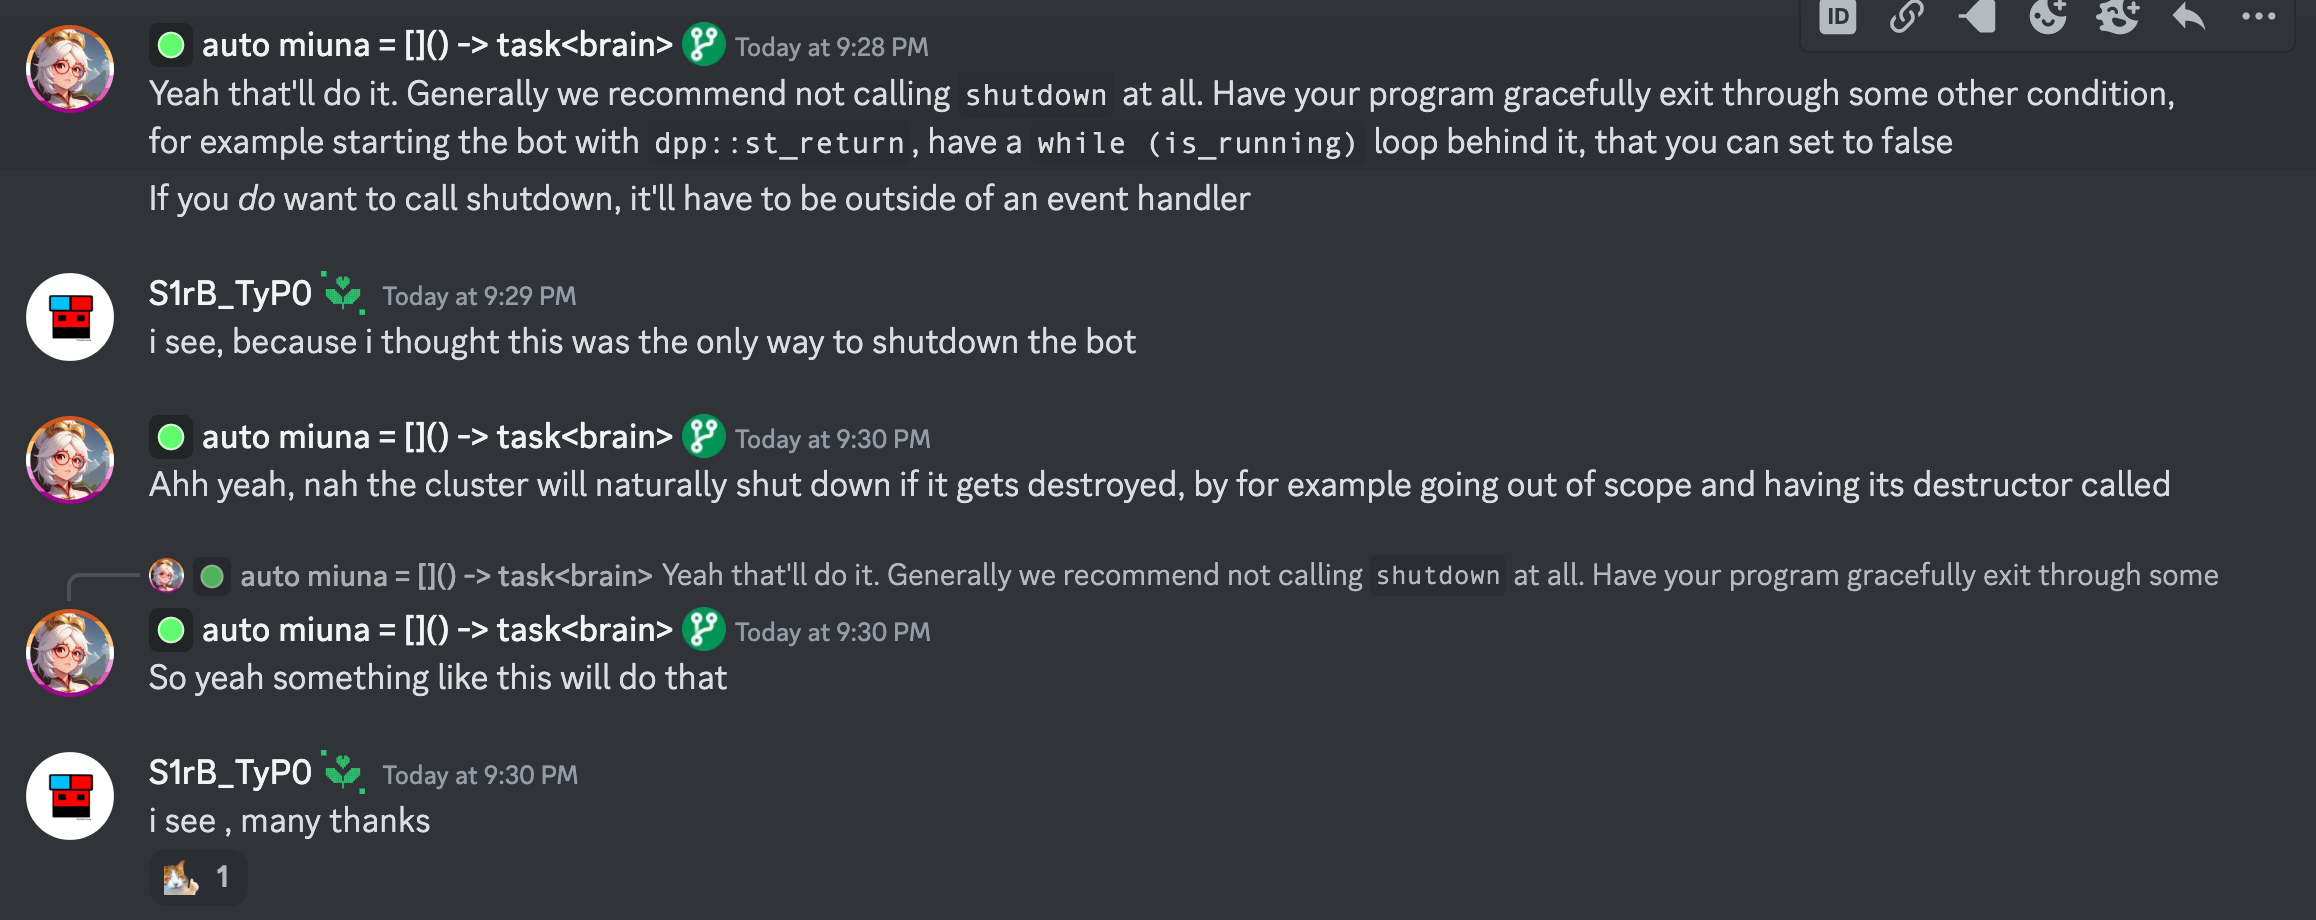 ID
auto miuna = []() -> task<brain> Today at 9:28 PM
Yeah that'll do it. Generally we recommend not calling shutdown at all. Have your program gracefully exit through some other condition,
for example starting the bot with dpp::st_return, have a while (is_running) loop behind it, that you can set to false
If you do want to call shutdown, it'll have to be outside of an event handler
S1rB_TyP0 Today at 9:29 PM
i see, because i thought this was the only way to shutdown the bot
auto miuna = []() -> task<brain> Today at 9:30 PM
Ahh yeah, nah the cluster will naturally shut down if it gets destroyed, by for example going out of scope and having its destructor called
auto miuna = []() -> task<brain> Yeah that'll do it. Generally we recommend not calling shutdown at all. Have your program gracefully exit through some
auto miuna = []() -> task<brain> Today at 9:30 PM
So yeah something like this will do that
S1rB_TyP0 Today at 9:30 PM
i see , many thanks
1